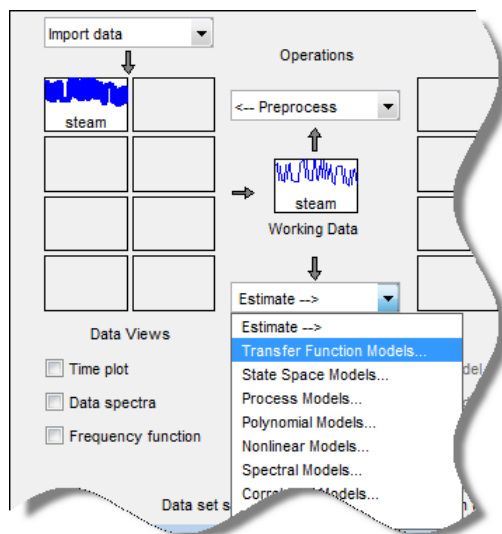 Import data
Operations
steam
<-- Preprocess
steam
Working Data
Estimate -->
Data Views
Estimate -->
Transfer Function Models...
Time plot
State Space Models...
Data spectra
Process Models...
Frequency function
Polynomial Models...
Nonlinear Models...
Spectral Models...
Data set